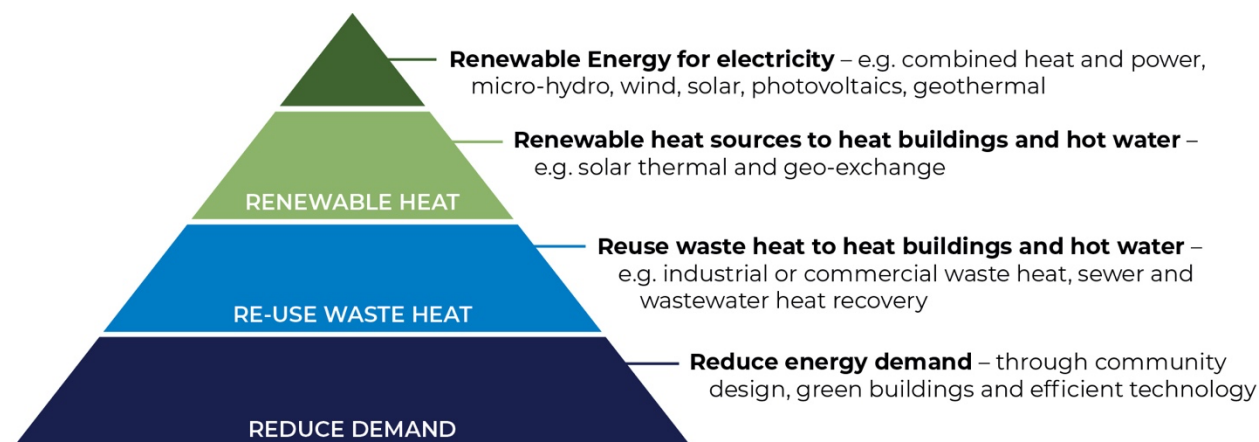 Renewable Energy for electricity – e.g. combined heat and power,
micro-hydro, wind, solar, photovoltaics, geothermal
Renewable heat sources to heat buildings and hot water –
e.g. solar thermal and geo-exchange
RENEWABLE HEAT
Reuse waste heat to heat buildings and hot water –
e.g. industrial or commercial waste heat, sewer and
wastewater heat recovery
RE-USE WASTE HEAT
Reduce energy demand – through community
design, green buildings and efficient technology
REDUCE DEMAND